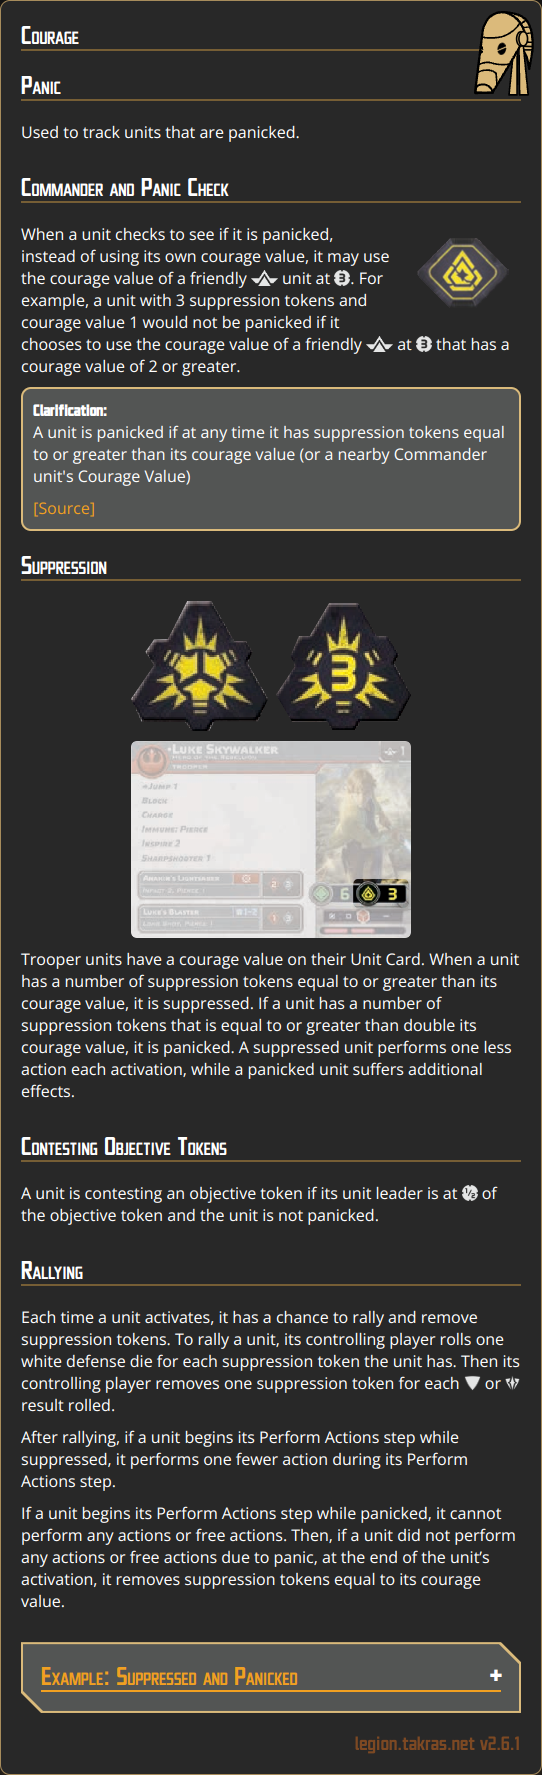 Courage
Panic
Used to track units that are panicked.
Commander and Panic Check
When a unit checks to see if it is panicked,
instead of using its own courage value, it may use
the courage value of a friendly unit at 3. For
example, a unit with 3 suppression tokens and
courage value 1 would not be panicked if it
chooses to use the courage value of a friendly at 3 that has a
courage value of 2 or greater.
Clarification:
A unit is panicked if at any time it has suppression tokens equal
to or greater than its courage value (or a nearby Commander
unit's Courage Value)
[Source]
Suppression
3
Luke Skywalker
Hero of the Rebellion
Trooper
1
Jump 1
Block
Charge
Immune: Pierce
Inspire 2
Sharpshooter 1
Anakin's Lightsaber
Impact 2, Pierce 2
6
3
Luke's Blaster
1-2
Trooper units have a courage value on their Unit Card. When a unit
has a number of suppression tokens equal to or greater than its
courage value, it is suppressed. If a unit has a number of
suppression tokens that is equal to or greater than double its
courage value, it is panicked. A suppressed unit performs one less
action each activation, while a panicked unit suffers additional
effects.
Contesting Objective Tokens
A unit is contesting an objective token if its unit leader is at ½ of
the objective token and the unit is not panicked.
Rallying
Each time a unit activates, it has a chance to rally and remove
suppression tokens. To rally a unit, its controlling player rolls one
white defense die for each suppression token the unit has. Then its
controlling player removes one suppression token for each or
result rolled.
After rallying, if a unit begins its Perform Actions step while
suppressed, it performs one fewer action during its Perform
Actions step.
If a unit begins its Perform Actions step while panicked, it cannot
perform any actions or free actions. Then, if a unit did not perform
any actions or free actions due to panic, at the end of the unit’s
activation, it removes suppression tokens equal to its courage
value.
Example: Suppressed and Panicked +
legion.takras.net v2.6.1